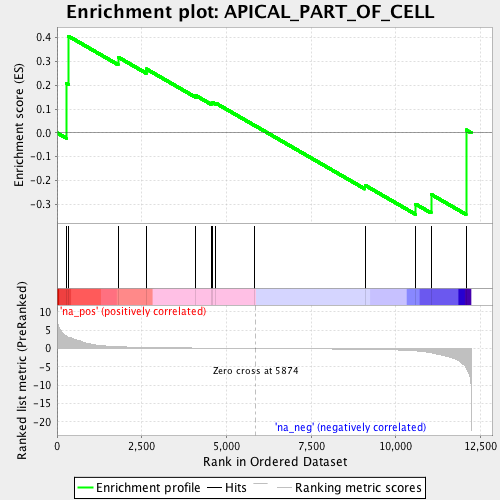 Enrichment plot: APICAL_PART_OF_CELL
Enrichment score (ES)
0.4
0.3
0.2
0.1
0.0
-0.1
-0.2
-0.3
'na_pos' (positively correlated)
Ranked list metric (PreRanked)
10
5
0
-5
-10
-15
-20
Zero cross at 5874
'na_neg' (negatively correlated)
0
2,500
5,000
7,500
10,000
12,500
Rank in Ordered Dataset
Enrichment profile
Hits
Ranking metric scores